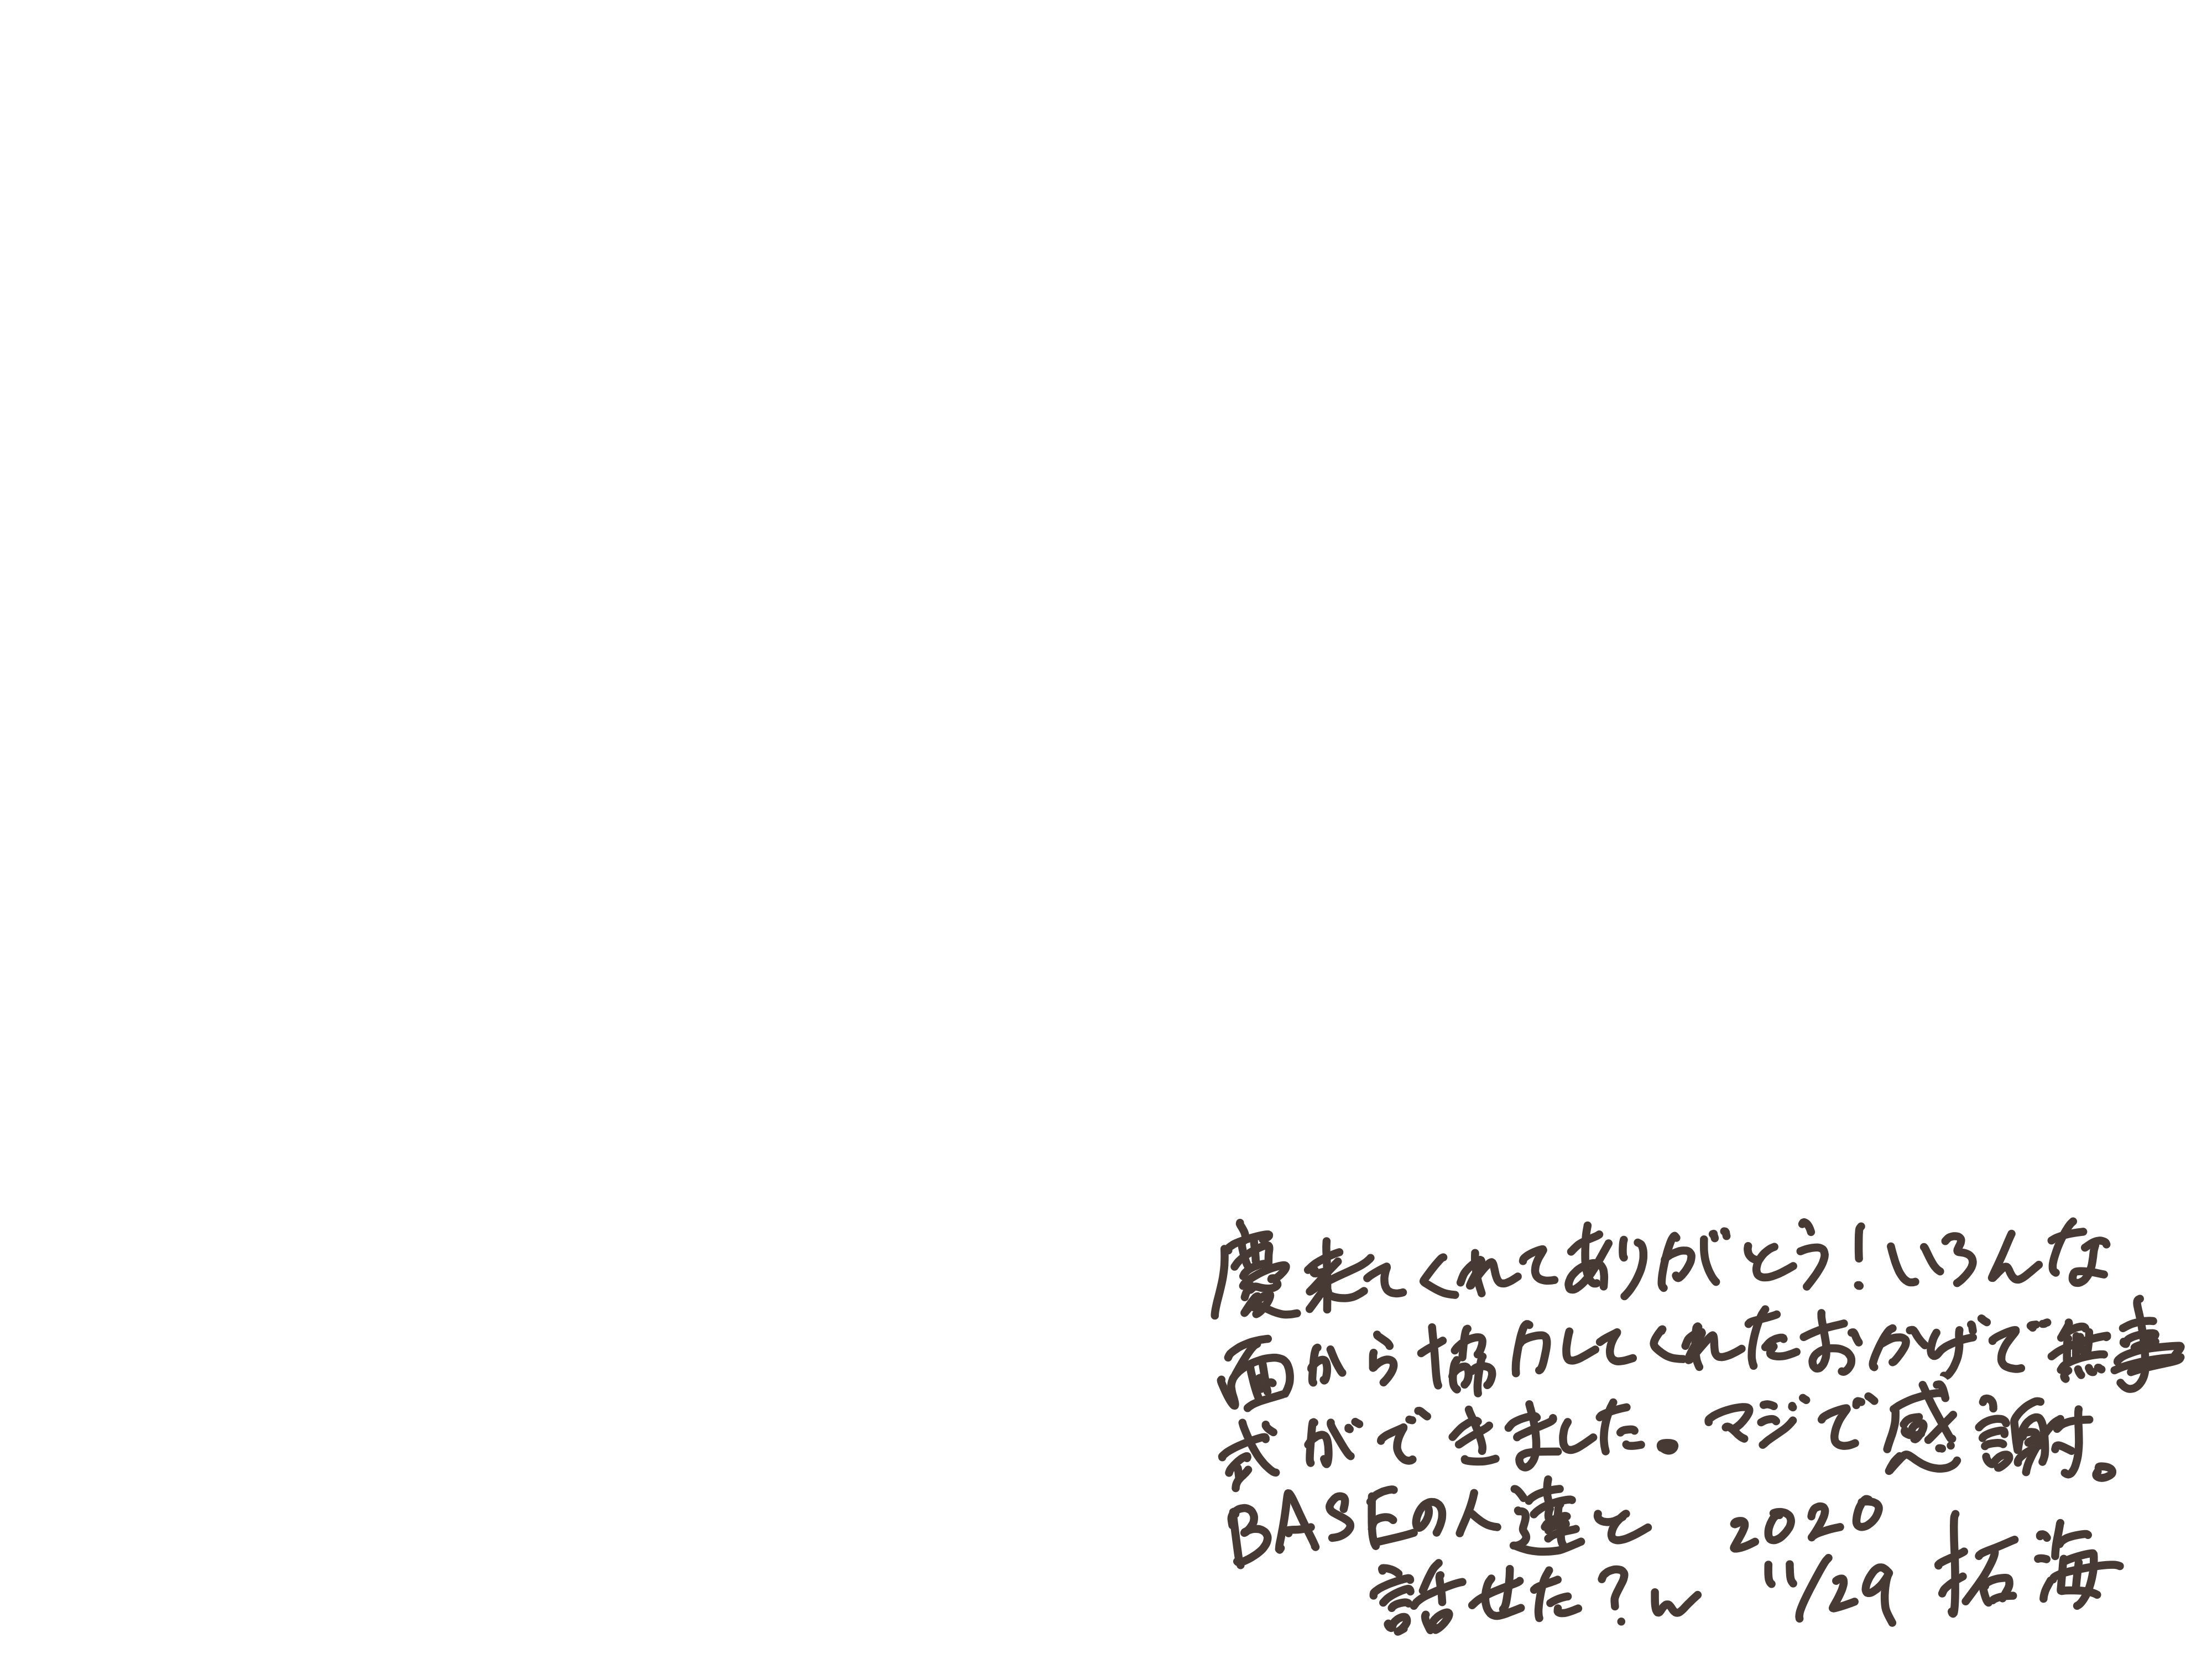 慶来てくれてありがとう!いろんな
面から協力してくれたおかげで無事
式ができました。マジで感謝。
BASEの人達と 2020
話せた?w 11/29 拓海